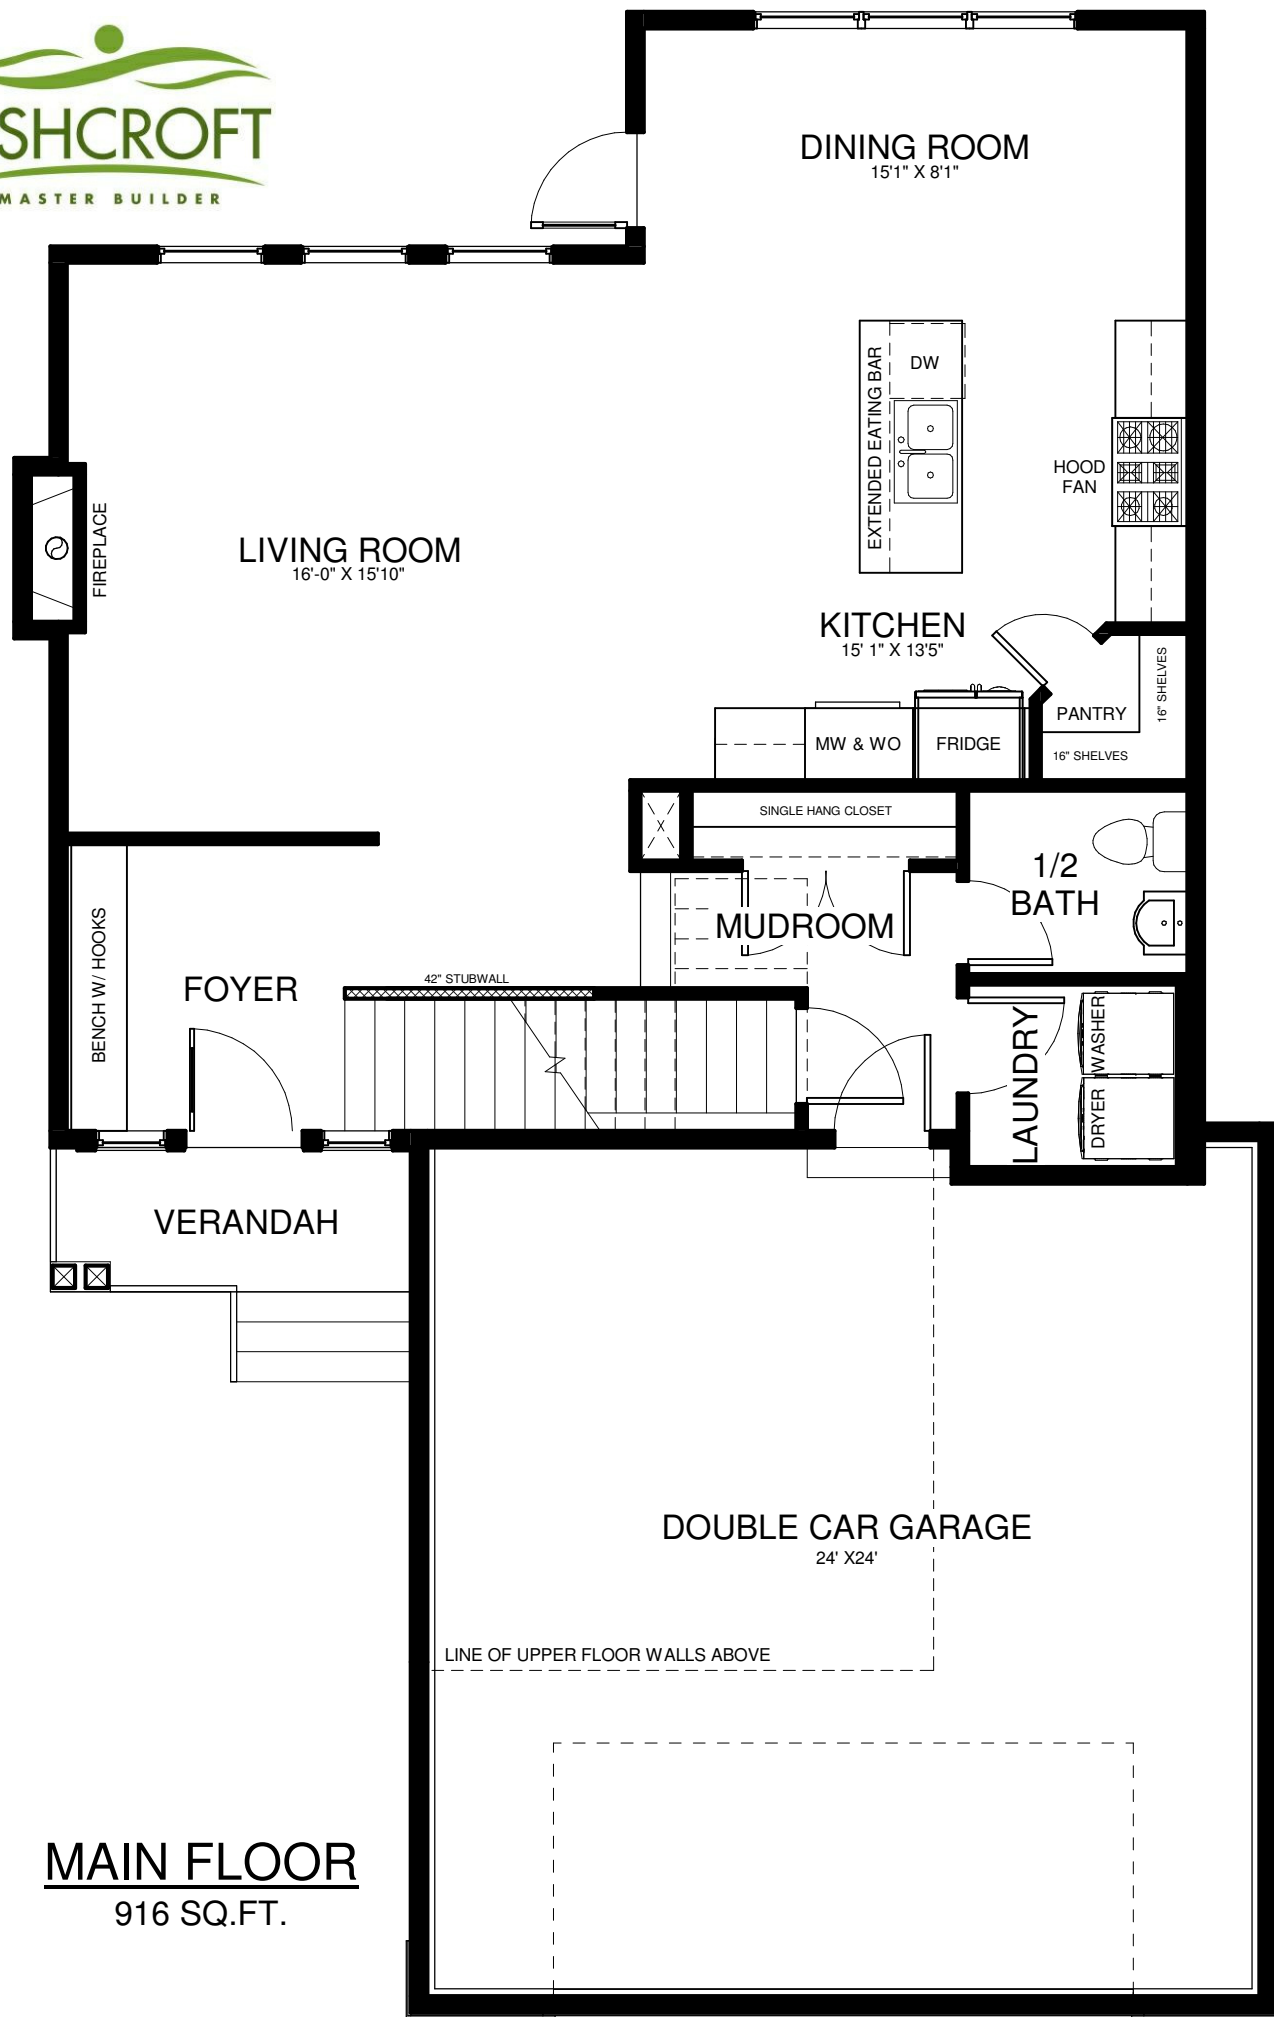 SHCROFT
MASTER BUILDER
DINING ROOM
15'1" X 8'1"
EXTENDED EATING BAR
DW
HOOD
FAN
FIREPLACE
LIVING ROOM
16'-0" X 15'10"
KITCHEN
15' 1" X 13'5"
16" SHELVES
PANTRY
MW & WO
FRIDGE
16" SHELVES
SINGLE HANG CLOSET
1/2
BATH
MUDROOM
BENCH W/ HOOKS
FOYER
42" STUBWALL
LAUNDRY
WASHER
DRYER
VERANDAH
DOUBLE CAR GARAGE
24' X24'
LINE OF UPPER FLOOR WALLS ABOVE
MAIN FLOOR
916 SQ.FT.